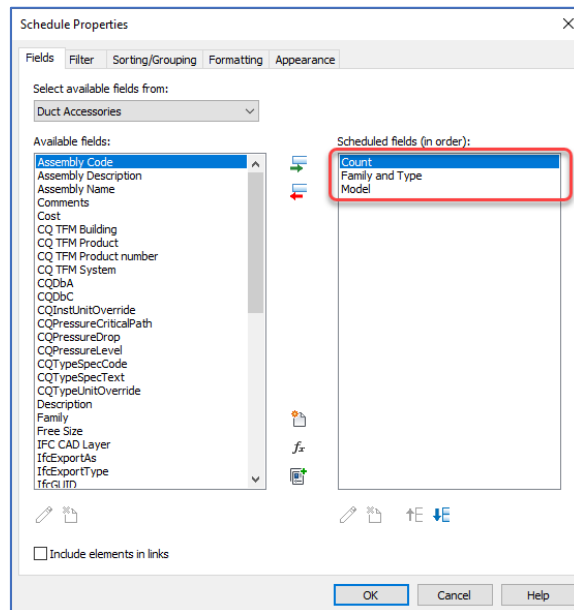 Schedule Properties
Fields Filter Sorting/Grouping Formatting Appearance
Select available fields from:
Duct Accessories
Available fields:
Assembly Code
Assembly Description
Assembly Name
Comments
Cost
CQ TFM Building
CQ TFM Product
CQ TFM Product number
CQ TFM System
CQDbA
CQDbC
CQInstUnitOverride
CQPressureCriticalPath
CQPressureDrop
CQPressureLevel
CQTypeSpecCode
CQTypeSpecText
CQTypeUnitOverride
Description
Family
Free Size
IFC CAD Layer
IfcExportAs
IfcExportType
IfcGUID
Scheduled fields (in order):
Count
Family and Type
Model
fx
Include elements in links
OK Cancel Help